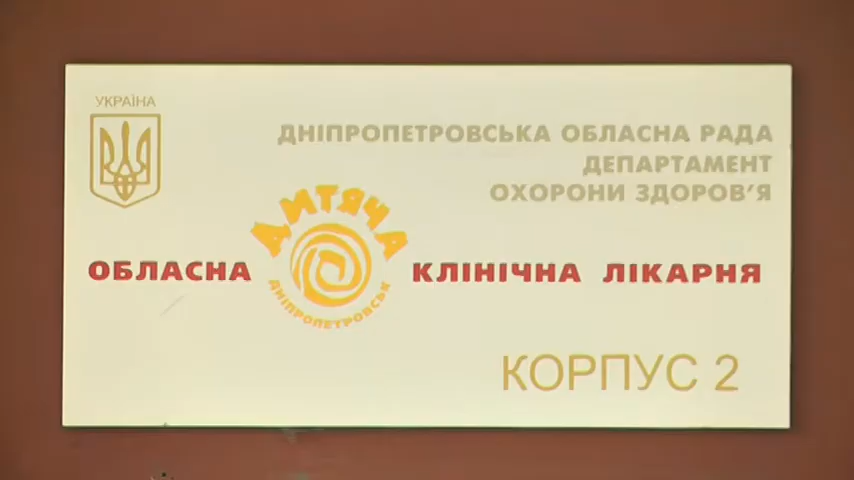 УКРАЇНА
ДНІПРОПЕТРОВСЬКА ОБЛАСНА РАДА
ДЕПАРТАМЕНТ
ОХОРОНИ ЗДОРОВ'Я
ОБЛАСНА ДИТЯЧА КЛІНІЧНА ЛІКАРНЯ
ДНІПРОПЕТРОВСЬК
КОРПУС 2